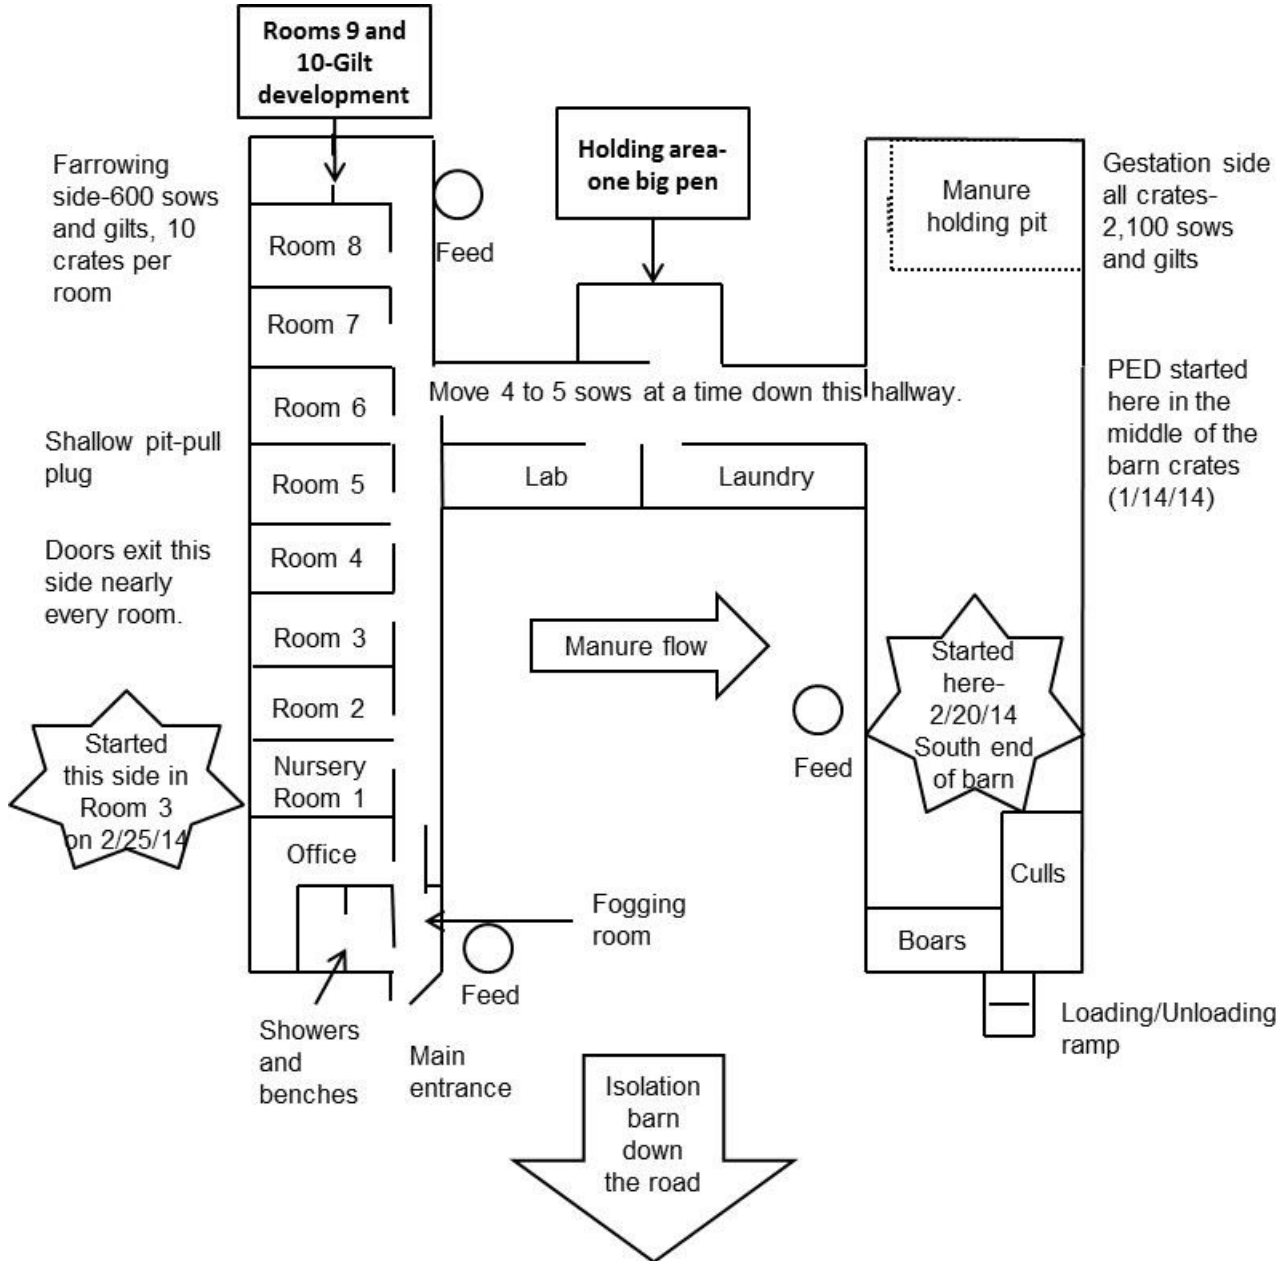 Rooms 9 and
10-Gilt
development
Farrowing
side-600 sows
and gilts, 10
crates per
room
Feed
Holding area-
one big pen
Manure
holding pit
Gestation side
all crates-
2,100 sows
and gilts
Room 8
Room 7
Room 6
Move 4 to 5 sows at a time down this hallway.
PED started
here in the
middle of the
barn crates
(1/14/14)
Shallow pit-pull
plug
Room 5
Lab
Laundry
Doors exit this
side nearly
every room.
Room 4
Room 3
Manure flow
Started
here-
2/20/14
South end
of barn
Room 2
Feed
Started
this side in
Room 3
on 2/25/14
Nursery
Room 1
Office
Culls
Fogging
room
Boars
Feed
Showers
and
benches
Main
entrance
Loading/Unloading
ramp
Isolation
barn
down
the road